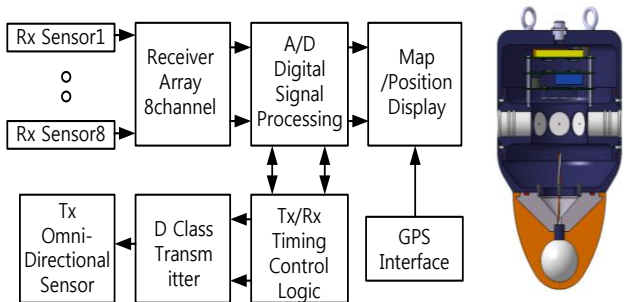 Rx Sensor1
Rx Sensor8
Receiver
Array
8channel
A/D
Digital
Signal
Processing
Map
/Position
Display
Tx
Omni-
Directional
Sensor
D Class
Transm
itter
Tx/Rx
Timing
Control
Logic
GPS
Interface